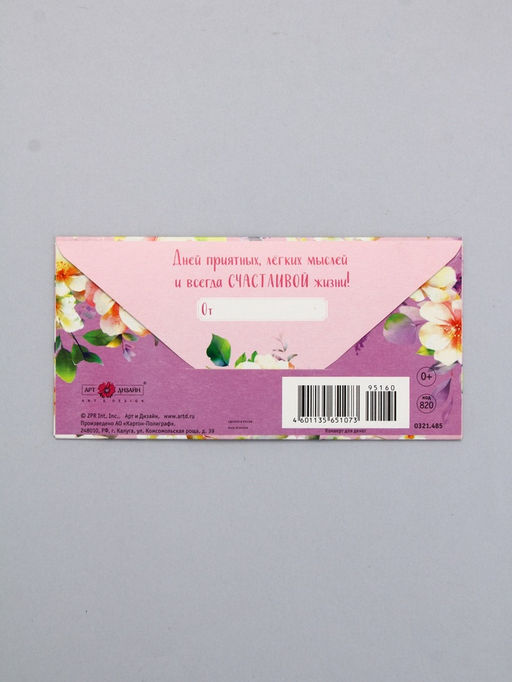 Дней приятных, лёгких мыслей
и всегда СЧАСТЛИВОЙ жизни!
От
АРТ ДИЗАЙН
ART & DESIGN
© ZPR Int, Inc., Арт и Дизайн, www.artd.ru
Произведено АО «Картон-Полиграф».
248010, РФ, г. Калуга, ул. Комсомольская роща, д. 39
95160
4 601135 651073
Конверт для денег
0+
код
820
0321.485